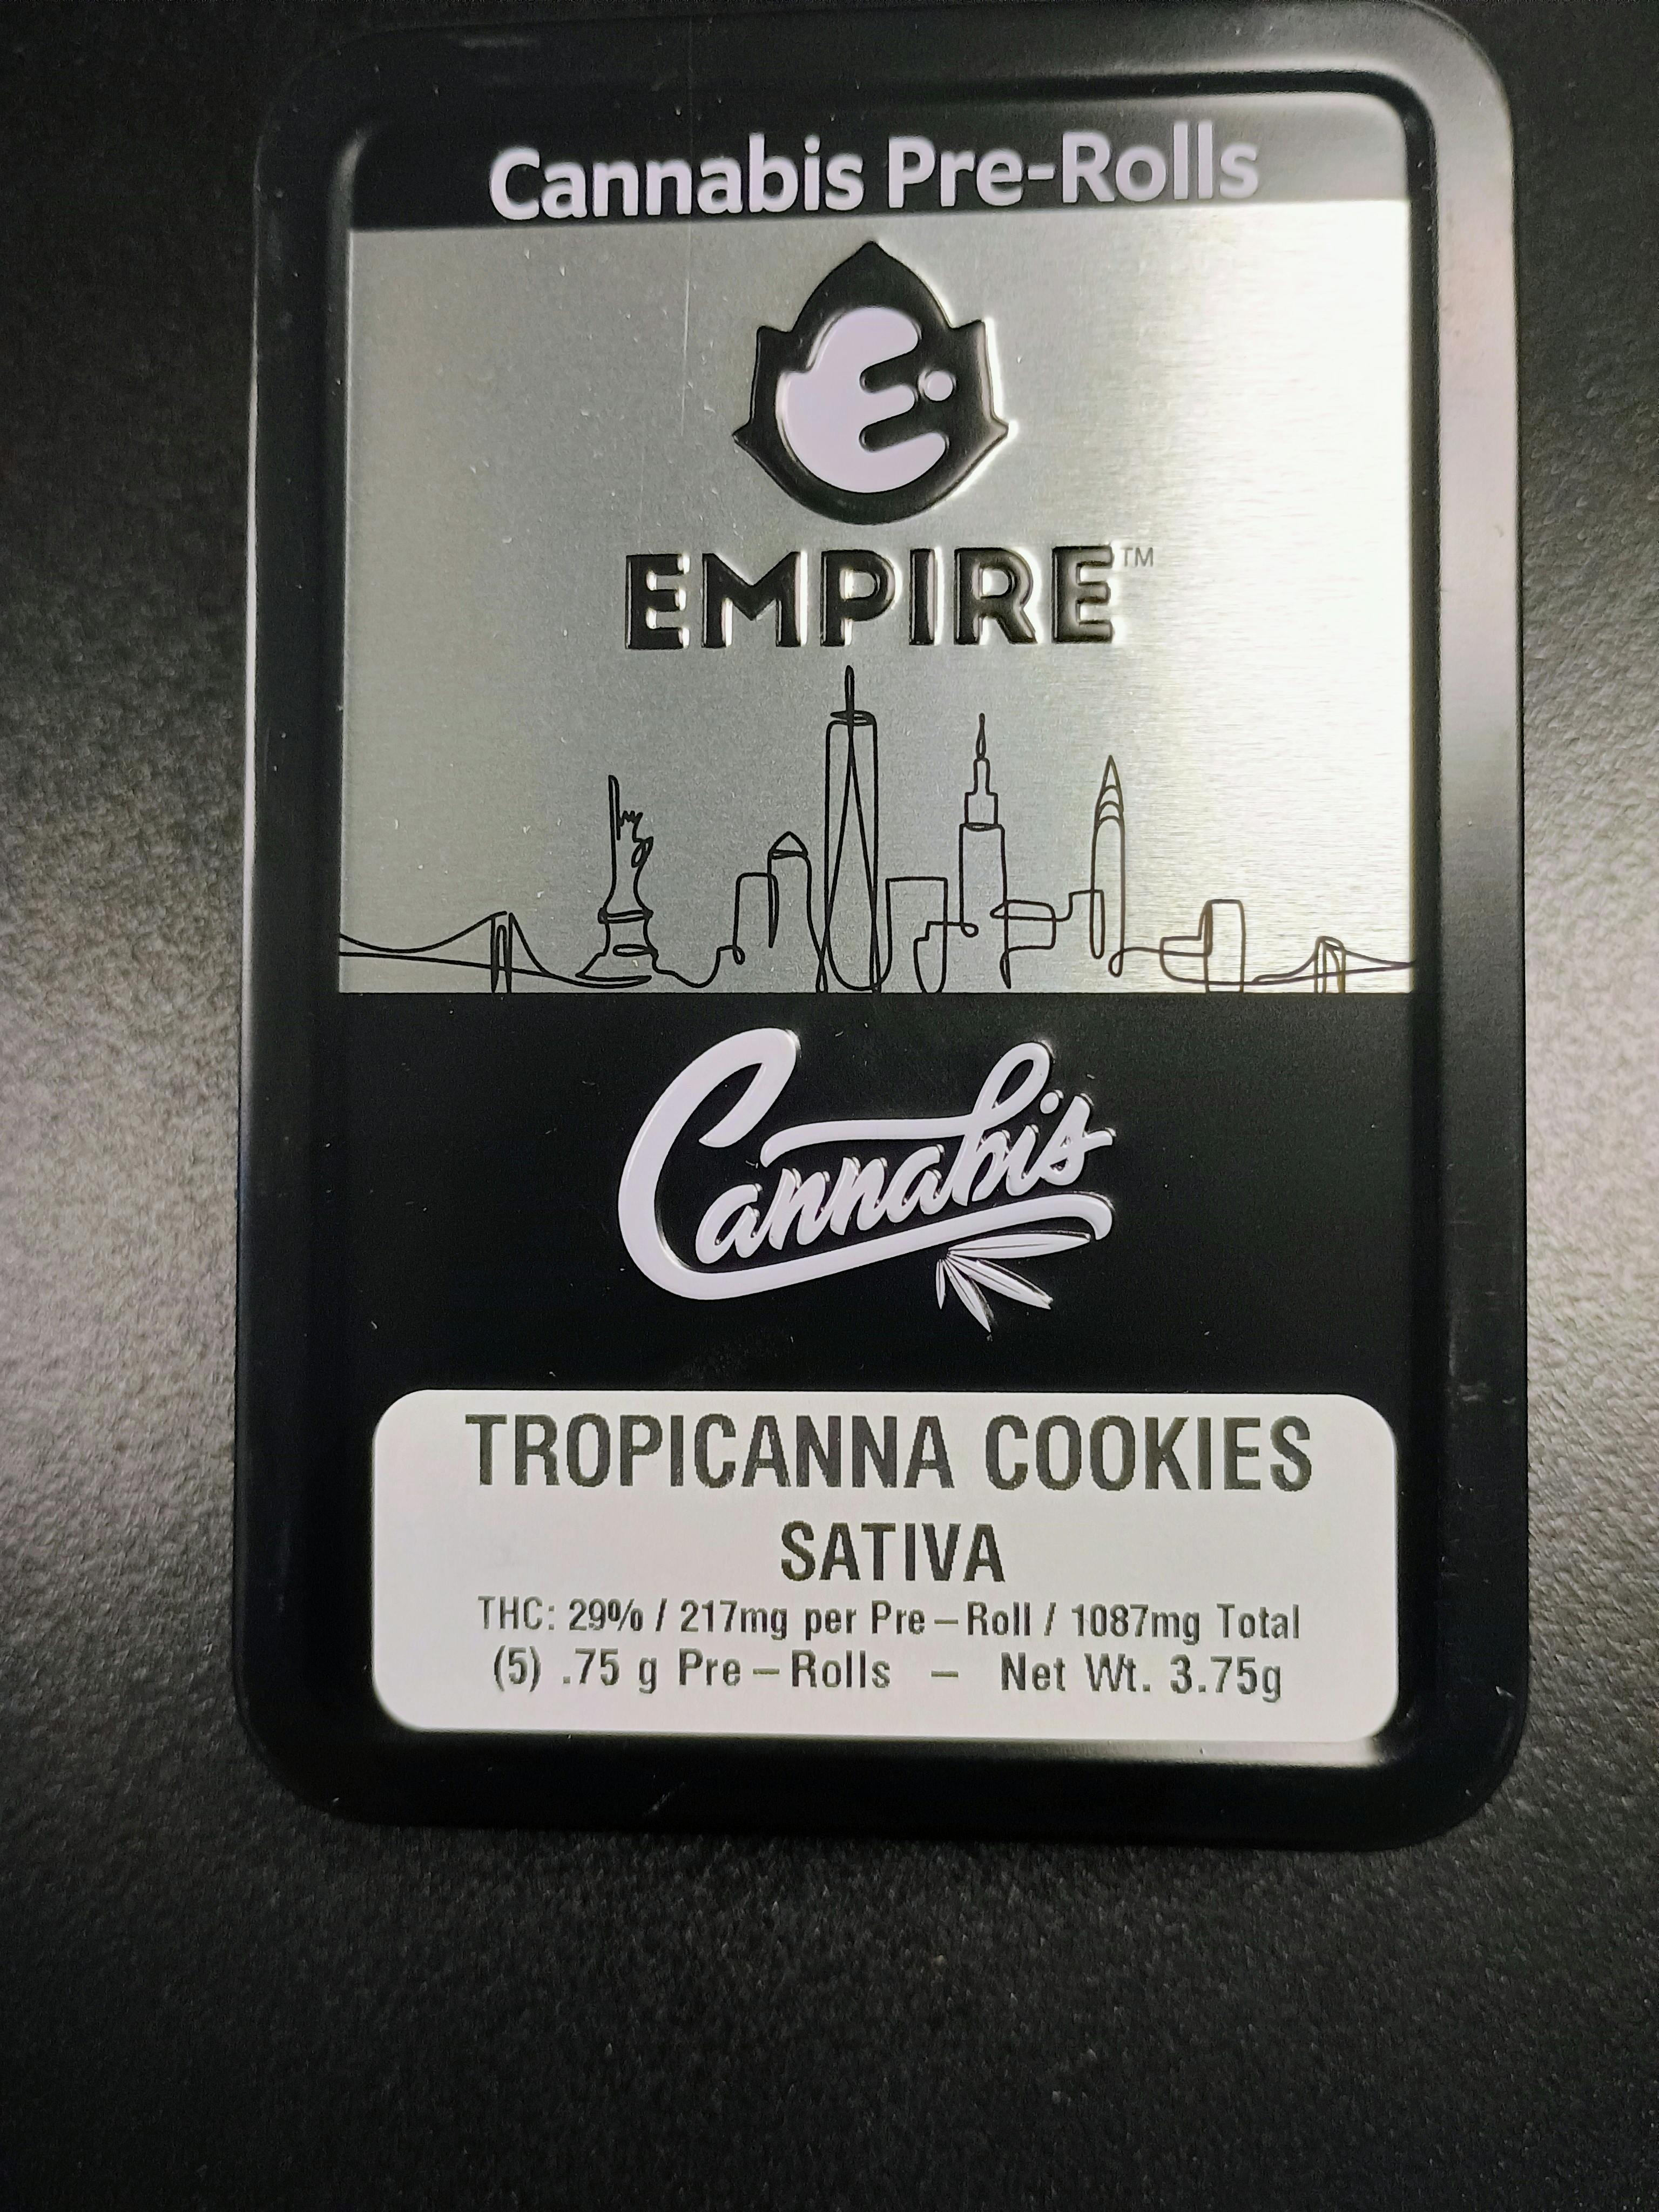 Cannabis Pre-Rolls
E
EMPIRE™
Cannabis
TROPICANNA COOKIES
SATIVA
THC: 29% / 217mg per Pre–Roll / 1087mg Total
(5) .75 g Pre–Rolls – Net Wt. 3.75g